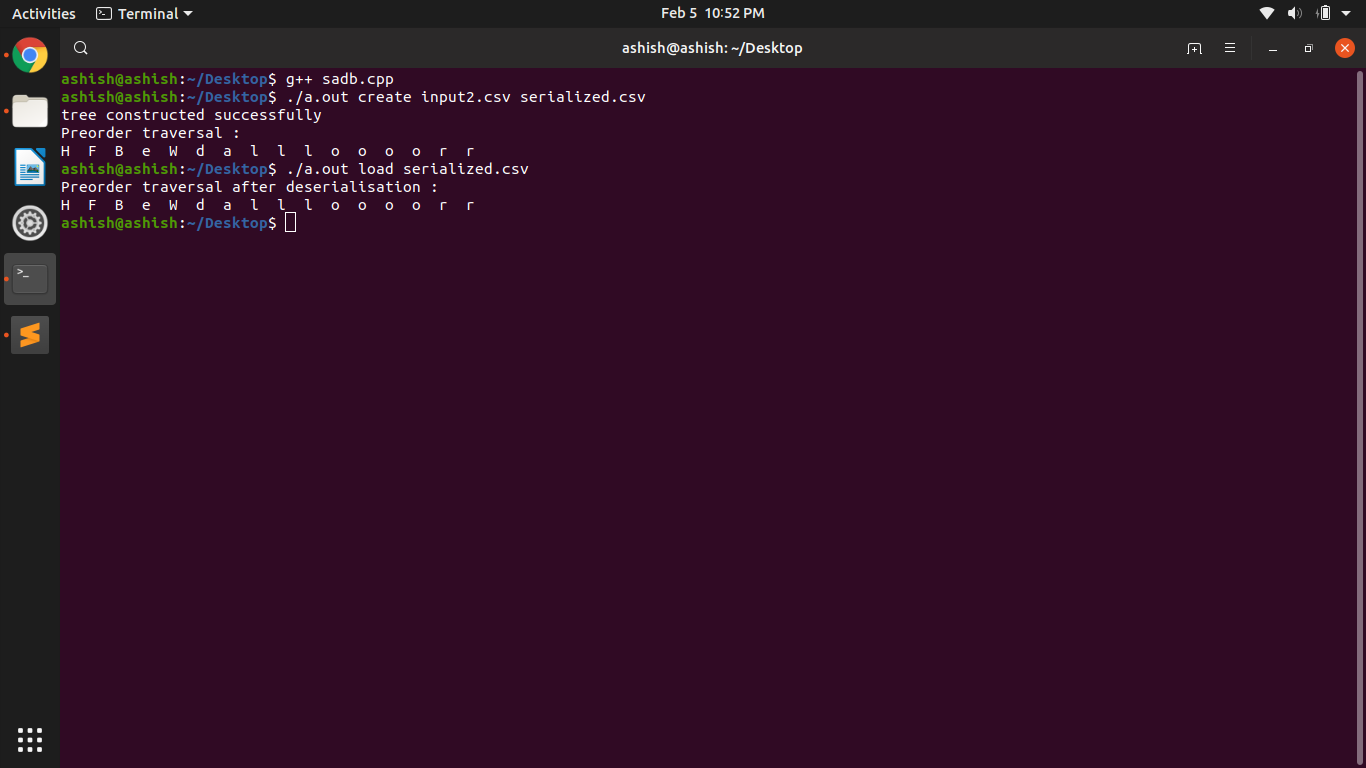 Activities Terminal Feb 5 10:52 PM
ashish@ashish: ~/Desktop
ashish@ashish:~/Desktop$ g++ sadb.cpp
ashish@ashish:~/Desktop$ ./a.out create input2.csv serialized.csv
tree constructed successfully
Preorder traversal :
H F B e W d a l l l o o o o r r
ashish@ashish:~/Desktop$ ./a.out load serialized.csv
Preorder traversal after deserialisation :
H F B e W d a l l l o o o o r r
ashish@ashish:~/Desktop$